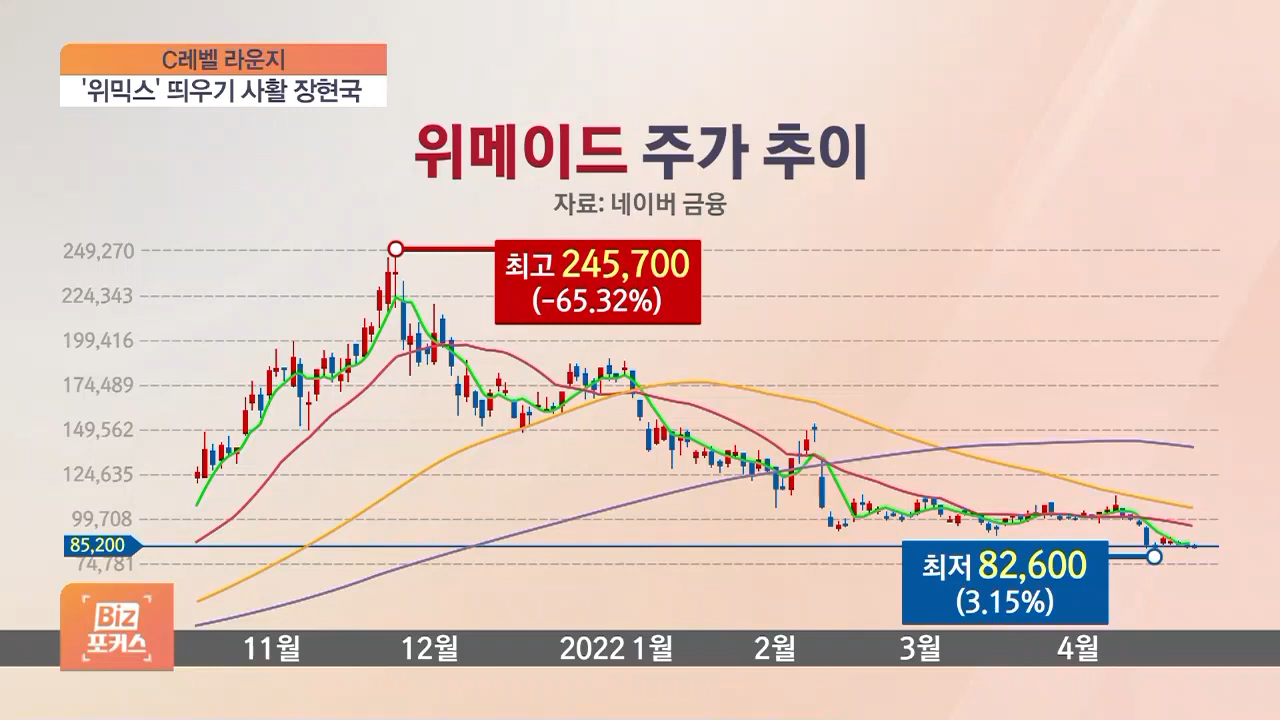 C레벨 라운지
'위믹스' 띄우기 사활 장현국
위메이드 주가 추이
자료: 네이버 금융
249,270
최고 245,700
(-65.32%)
224,343
199,416
174,489
149,562
124,635
99,708
85,200
74,781
최저 82,600
(3.15%)
Biz
포커스
11월 12월 2022 1월 2월 3월 4월